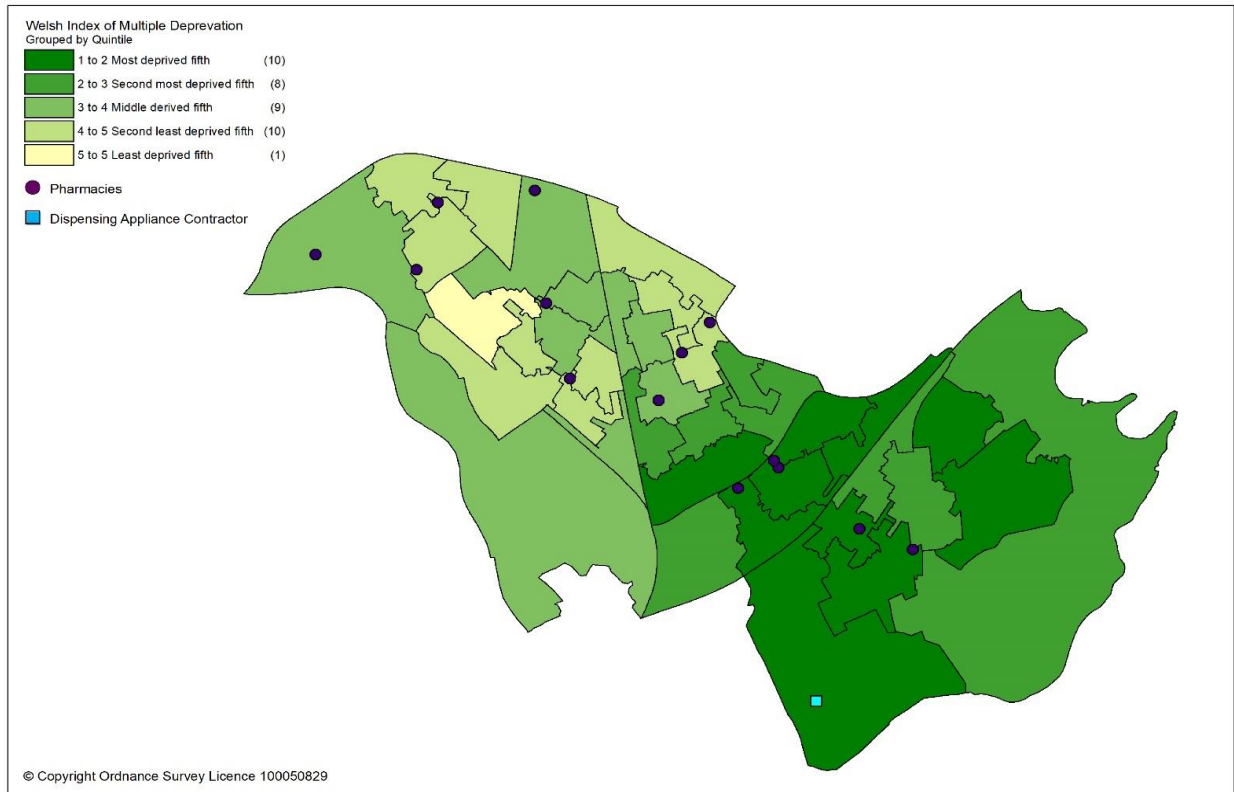 Welsh Index of Multiple Deprevation
Grouped by Quintile
1 to 2 Most deprived fifth (10)
2 to 3 Second most deprived fifth (8)
3 to 4 Middle derived fifth (9)
4 to 5 Second least deprived fifth (10)
5 to 5 Least deprived fifth (1)
Pharmacies
Dispensing Appliance Contractor
© Copyright Ordnance Survey Licence 100050829